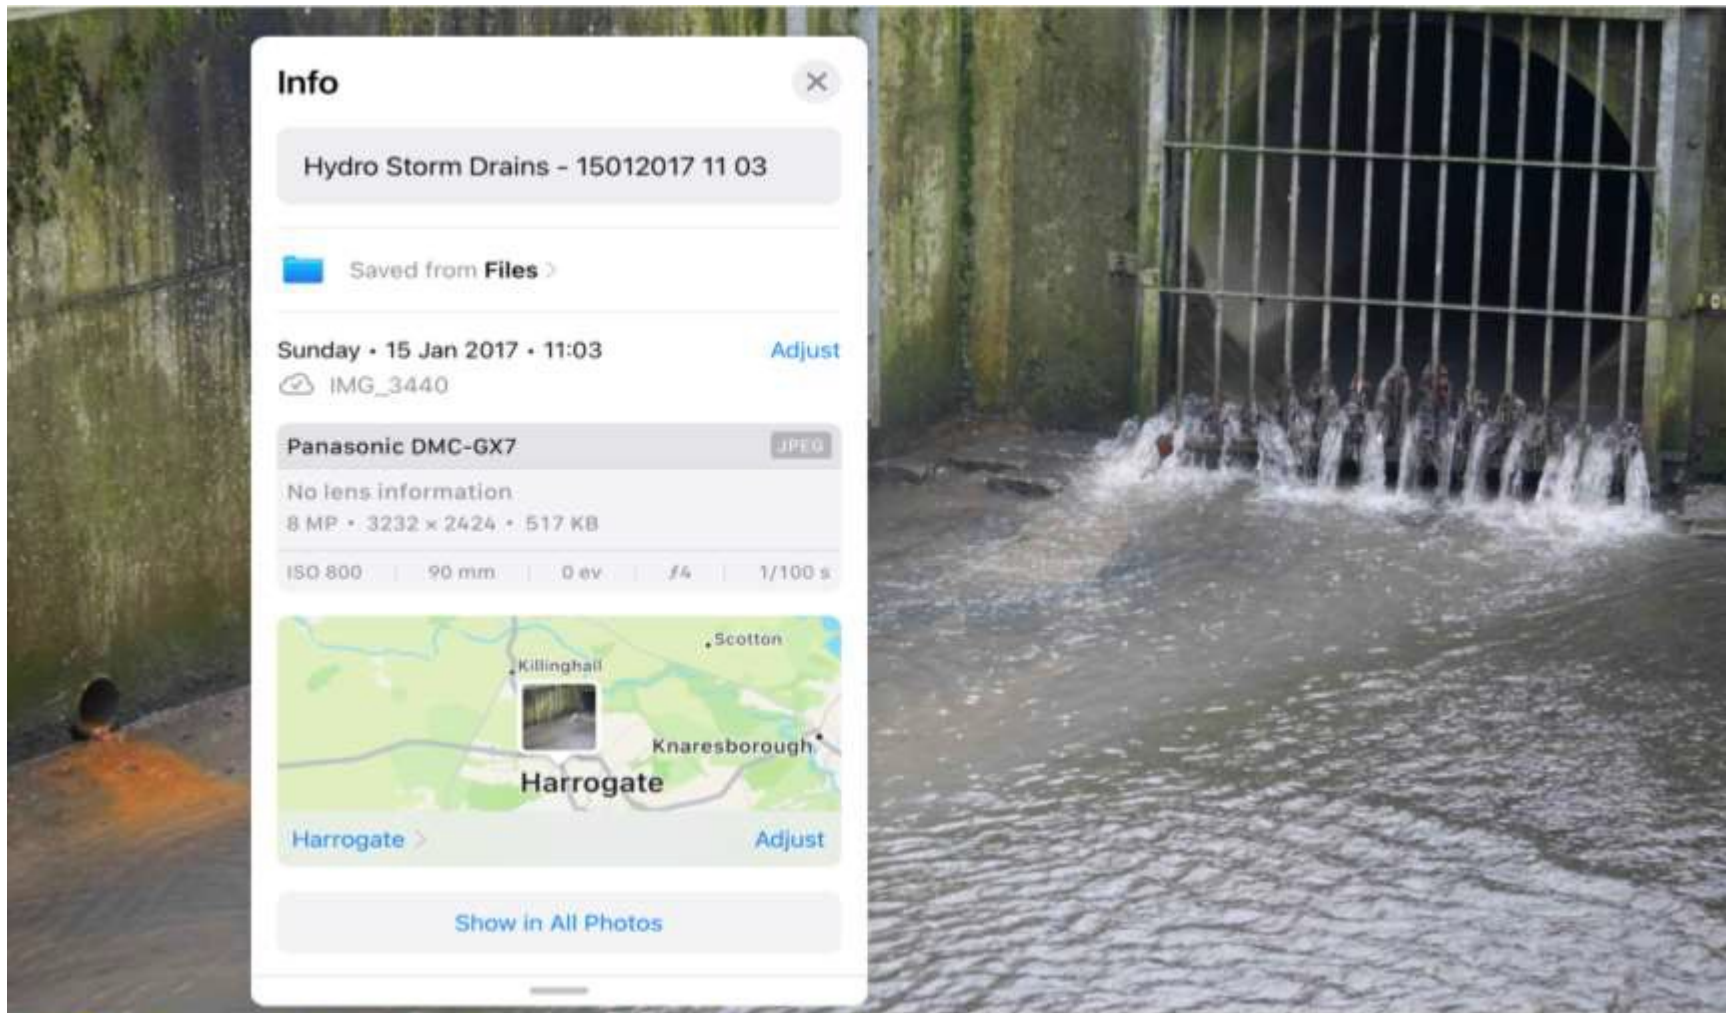 Info
Hydro Storm Drains - 15012017 11 03
Saved from Files
Sunday • 15 Jan 2017 • 11:03
Adjust
IMG_3440
Panasonic DMC-GX7
JPEG
No lens information
8 MP • 3232 × 2424 • 517 KB
ISO 800 | 90 mm | 0 ev | ƒ4 | 1/100 s
Scotton
Killinghall
Knaresborough
Harrogate
Harrogate
Adjust
Show in All Photos